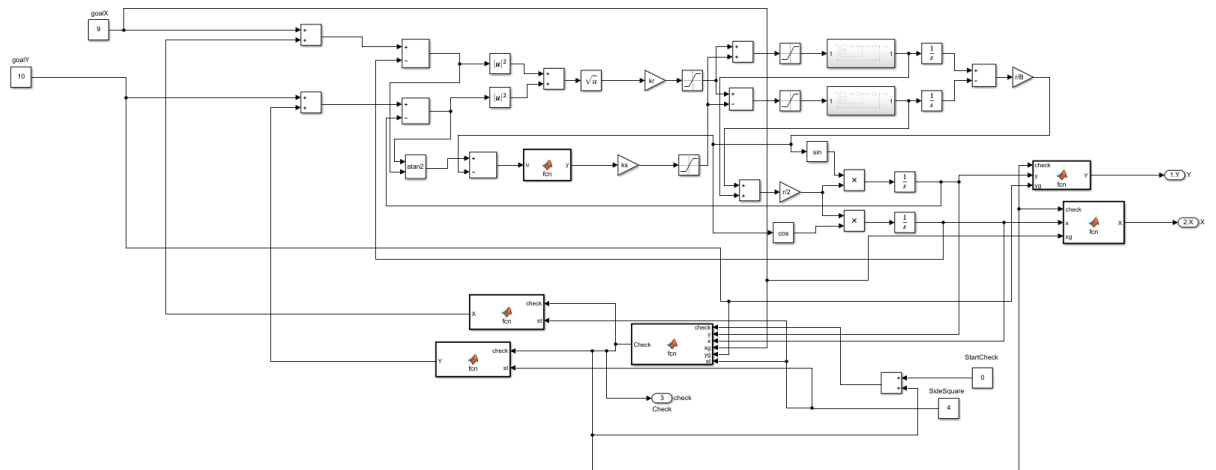 goalX
9
goalY
10
+
+
+
+
+
−
+
−
|u|²
|u|²
+
+
√u
kr
+
+
+
−
1
1
1
1
1/s
1/s
+
−
r/B
atan2
+
−
u
fcn
y
ks
sin
+
+
r/2
×
1/s
×
1/s
cos
check
y
yg
fcn
Y
1.Y
Y
check
x
xg
fcn
X
2.X
X
X
fcn
check
st
Y
fcn
check
st
Check
fcn
check
y
x
xg
yg
st
+
+
StartCheck
0
SideSquare
4
3
check
Check